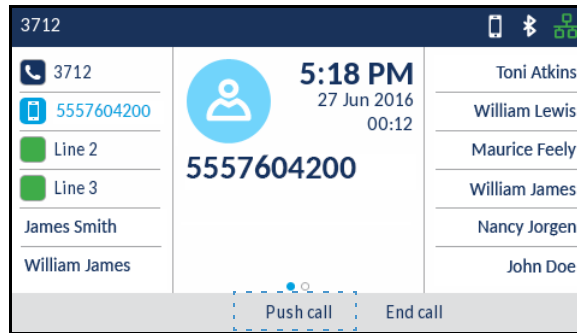 3712
3712
5557604200
Line 2
Line 3
James Smith
William James
5:18 PM
27 Jun 2016
00:12
5557604200
Toni Atkins
William Lewis
Maurice Feely
William James
Nancy Jorgen
John Doe
Push call
End call